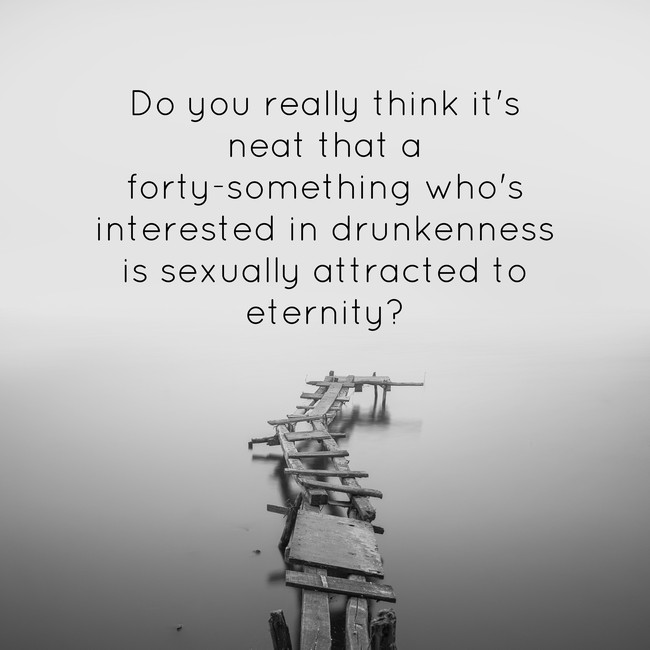 Do you really think it's
neat that a
forty-something who's
interested in drunkenness
is sexually attracted to
eternity?